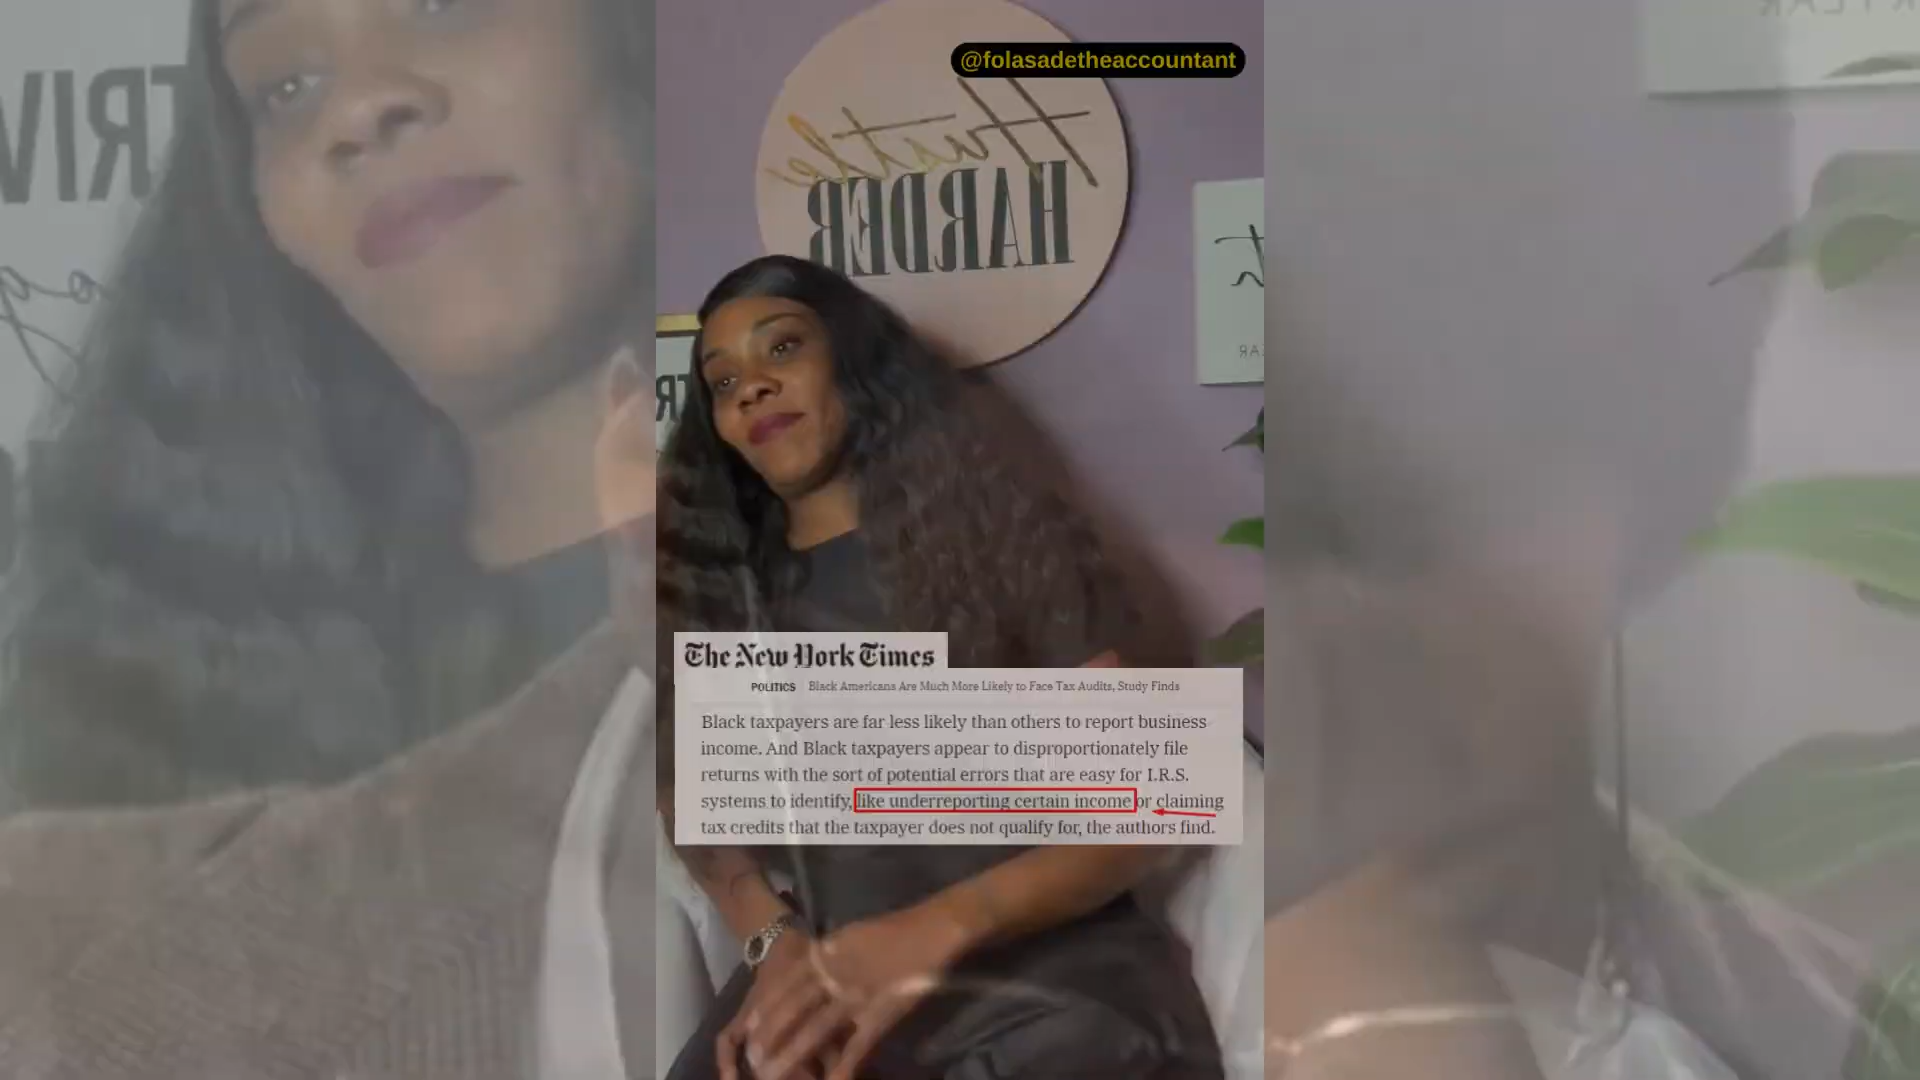 @folasadetheaccountant
Hustle
HARDER
The New York Times
POLITICS Black Americans Are Much More Likely to Face Tax Audits, Study Finds
Black taxpayers are far less likely than others to report business
income. And Black taxpayers appear to disproportionately file
returns with the sort of potential errors that are easy for I.R.S.
systems to identify, like underreporting certain income or claiming
tax credits that the taxpayer does not qualify for, the authors find.